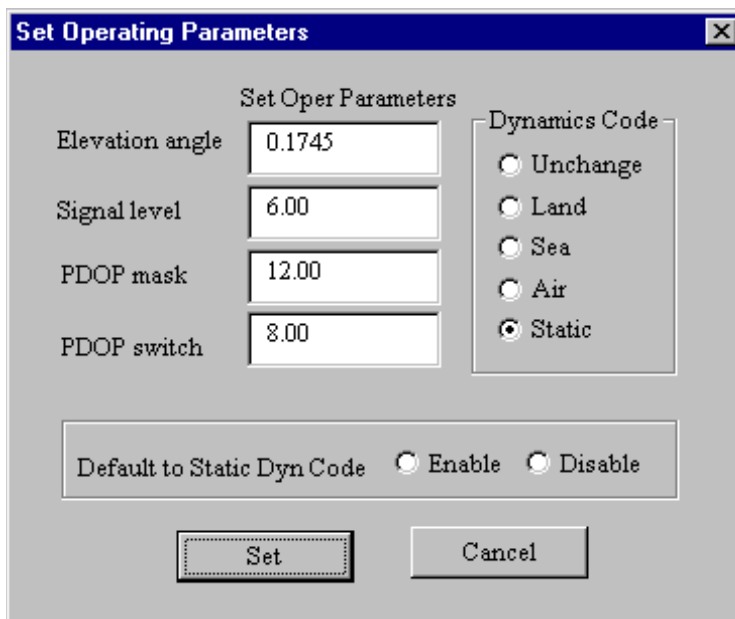 Set Operating Parameters
Set Oper Parameters
Elevation angle 0.1745
Signal level 6.00
PDOP mask 12.00
PDOP switch 8.00
Dynamics Code
Unchange
Land
Sea
Air
Static
Default to Static Dyn Code Enable Disable
Set Cancel